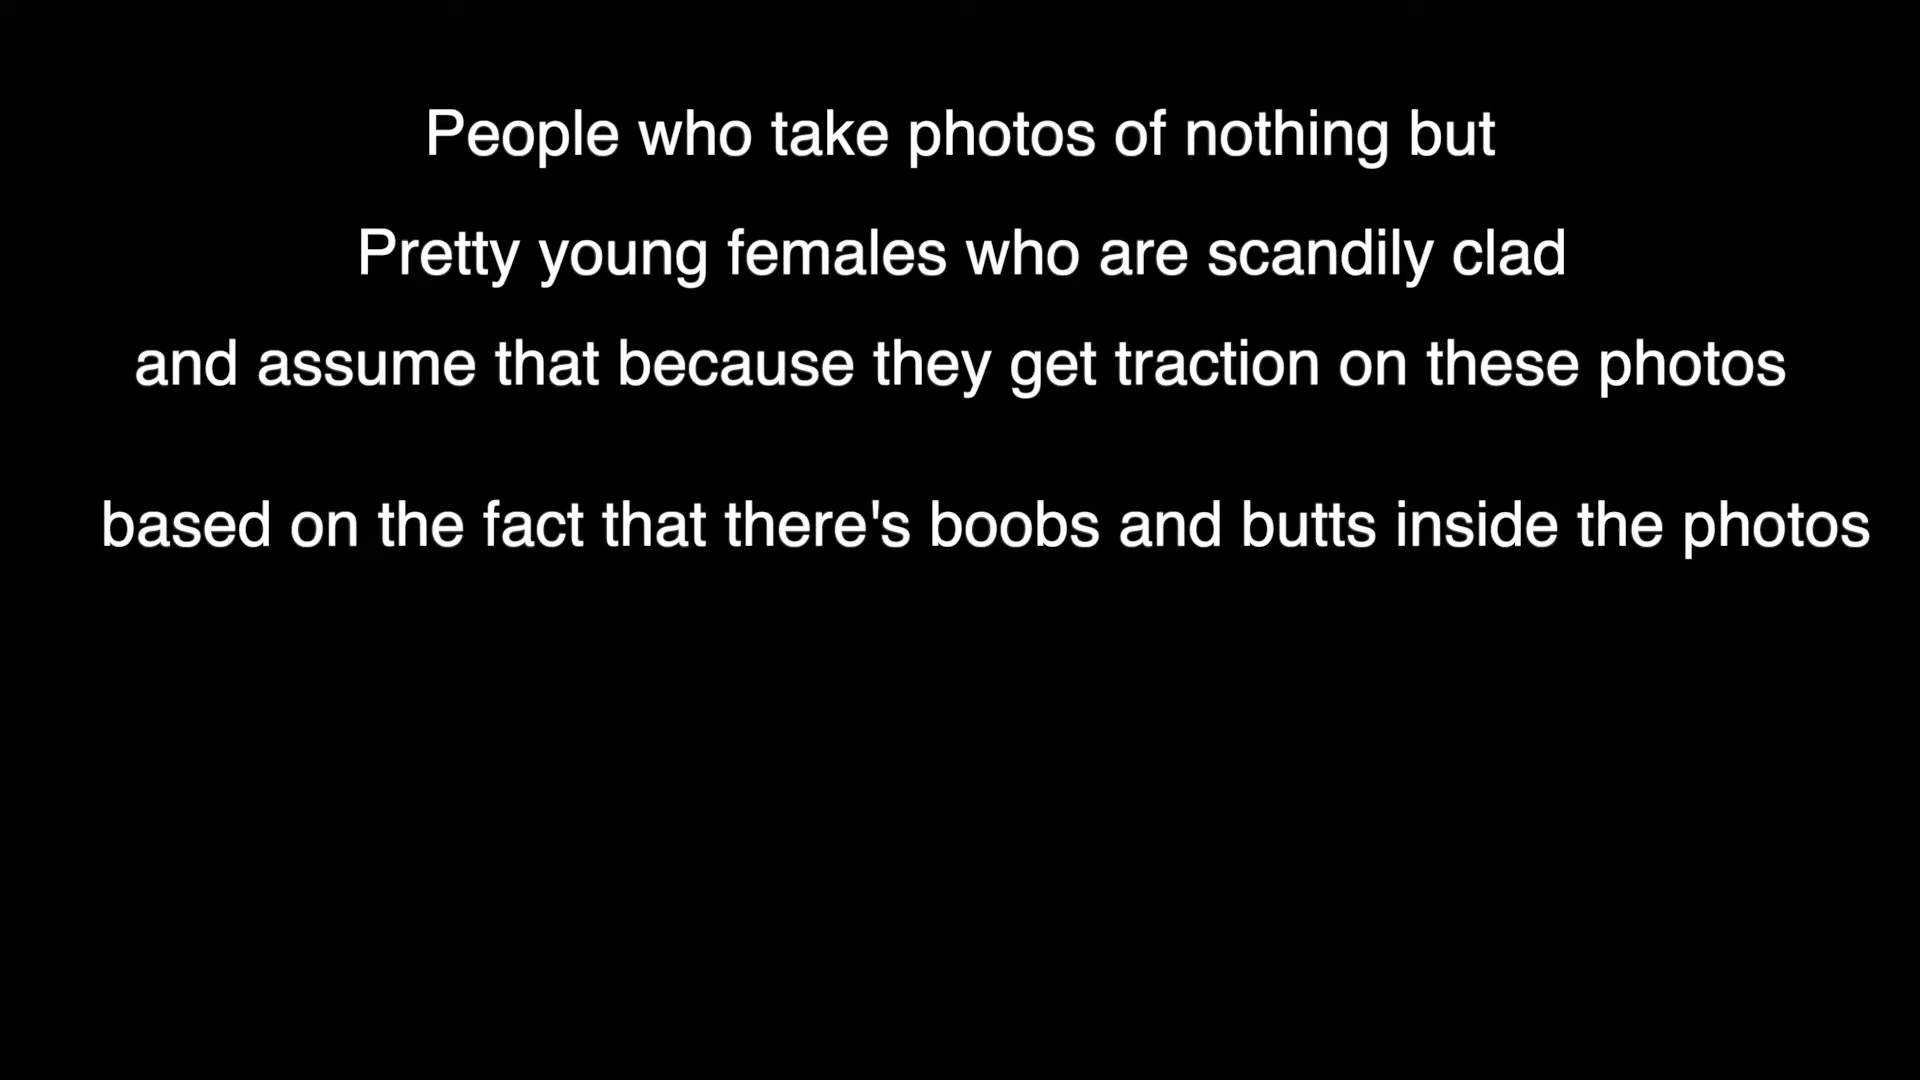 People who take photos of nothing but
Pretty young females who are scandily clad
and assume that because they get traction on these photos
based on the fact that there's boobs and butts inside the photos